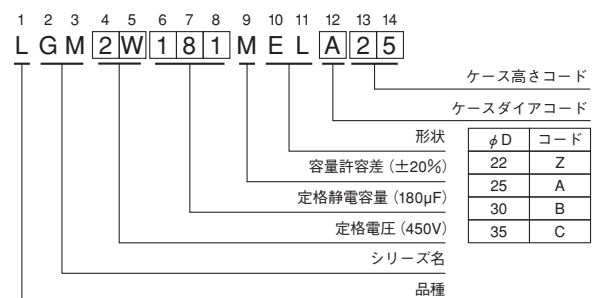 1 2 3 4 5 6 7 8 9 10 11 12 13 14
L G M 2 W 1 8 1 M E L A 2 5
ケース高さコード
ケースダイアコード
形状
容量許容差 (±20%)
定格静電容量 (180μF)
定格電圧 (450V)
シリーズ名
品種
φD コード
22 Z
25 A
30 B
35 C